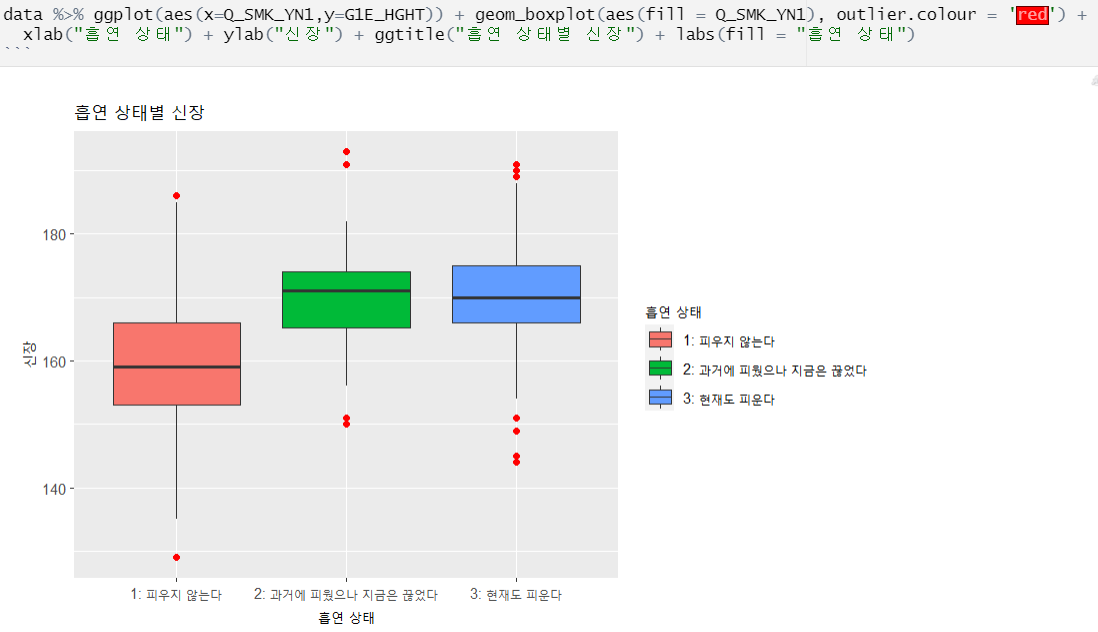 data %>% ggplot(aes(x=Q_SMK_YN1,y=G1E_HGHT)) + geom_boxplot(aes(fill = Q_SMK_YN1), outlier.colour = 'red') +
xlab("흡연 상태") + ylab("신장") + ggtitle("흡연 상태별 신장") + labs(fill = "흡연 상태")
```
흡연 상태별 신장
180
160
140
신장
1: 피우지 않는다
2: 과거에 피웠으나 지금은 끊었다
3: 현재도 피운다
흡연 상태
흡연 상태
1: 피우지 않는다
2: 과거에 피웠으나 지금은 끊었다
3: 현재도 피운다